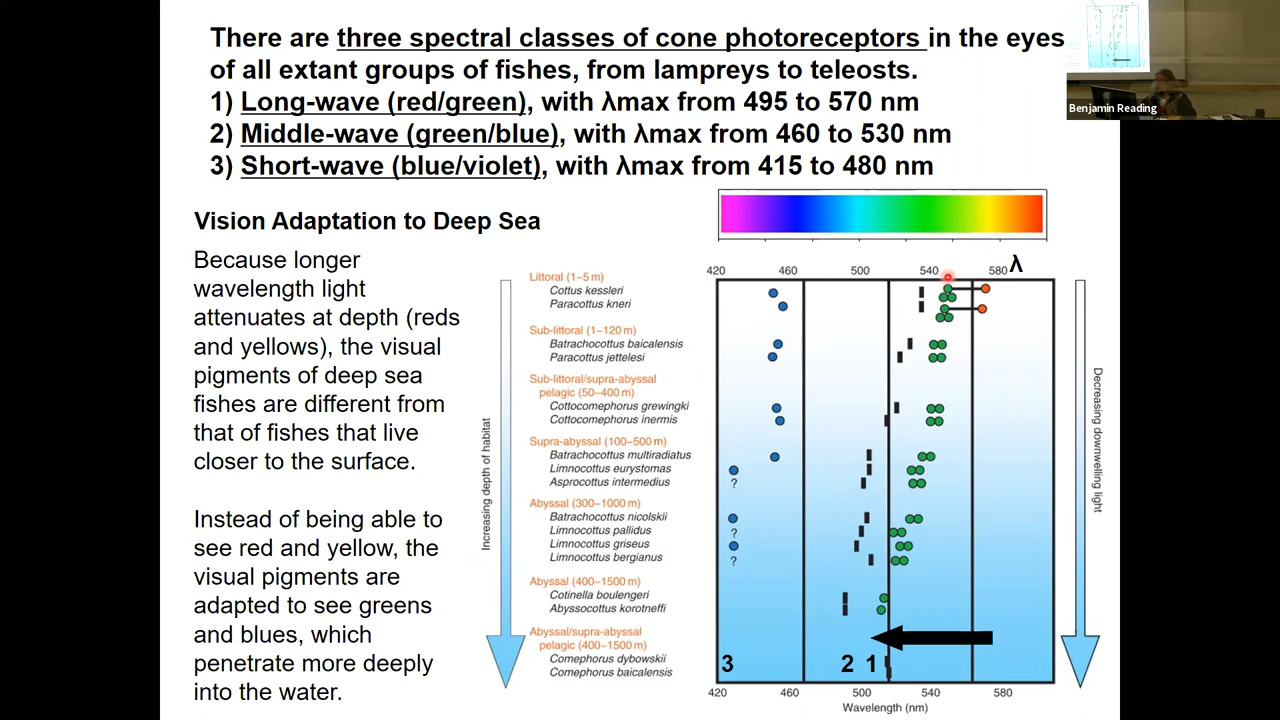 There are three spectral classes of cone photoreceptors in the eyes
of all extant groups of fishes, from lampreys to teleosts.
1) Long-wave (red/green), with λmax from 495 to 570 nm
2) Middle-wave (green/blue), with λmax from 460 to 530 nm
3) Short-wave (blue/violet), with λmax from 415 to 480 nm
Benjamin Reading
Vision Adaptation to Deep Sea
Because longer
wavelength light
attenuates at depth (reds
and yellows), the visual
pigments of deep sea
fishes are different from
that of fishes that live
closer to the surface.
Instead of being able to
see red and yellow, the
visual pigments are
adapted to see greens
and blues, which
penetrate more deeply
into the water.
Increasing depth of habitat
420 460 500 540 580 λ
Littoral (1–5 m)
Cottus kessleri
Paracottus kneri
Sub-littoral (1–120 m)
Batrachocottus baicalensis
Paracottus jettelesi
Sub-littoral/supra-abyssal
pelagic (50–400 m)
Cottocomephorus grewingki
Cottocomephorus inermis
Supra-abyssal (100–500 m)
Batrachocottus multiradiatus
Limnocottus eurystomas
Asprocottus intermedius ?
Abyssal (300–1000 m)
Batrachocottus nicolskii
Limnocottus pallidus ?
Limnocottus griseus
Limnocottus bergianus ?
Abyssal (400–1500 m)
Cotinella boulengeri
Abyssocottus korotneffi
Abyssal/supra-abyssal
pelagic (400–1500 m)
Comephorus dybowskii
Comephorus baicalensis
3 2 1
420 460 500 540 580
Wavelength (nm)
Decreasing downwelling light